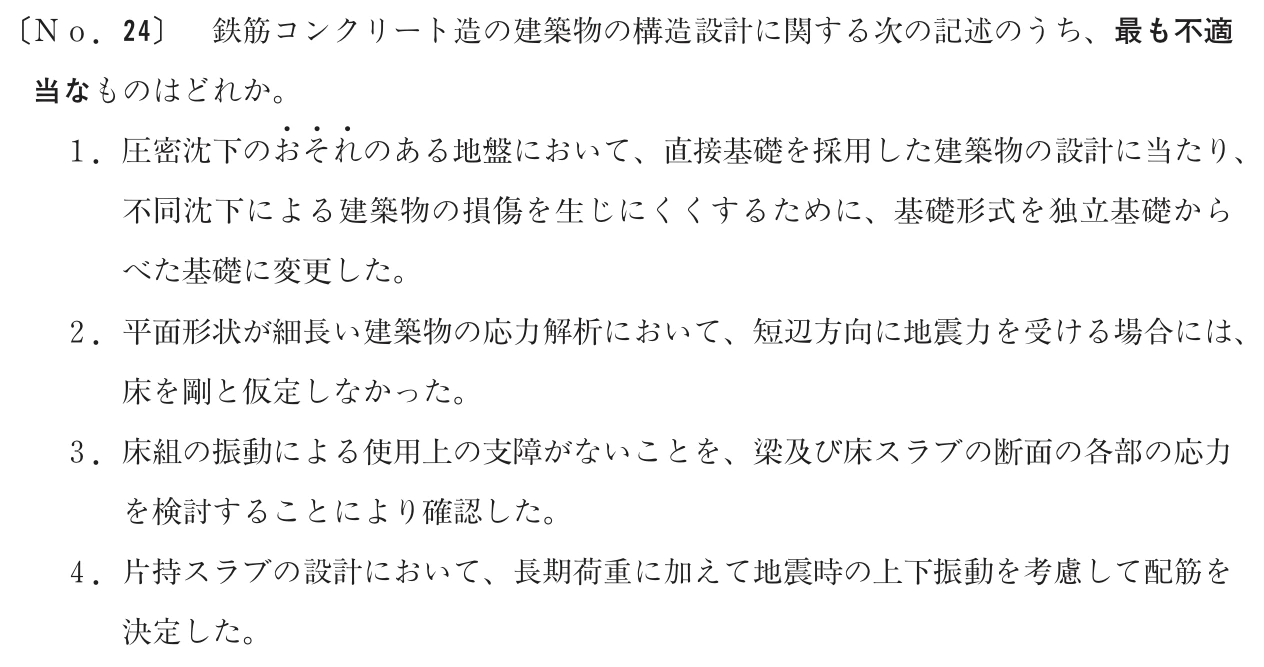 〔No．24〕　鉄筋コンクリート造の建築物の構造設計に関する次の記述のうち、最も不適
当なものはどれか。
1．圧密沈下のおそれのある地盤において、直接基礎を採用した建築物の設計に当たり、
不同沈下による建築物の損傷を生じにくくするために、基礎形式を独立基礎から
べた基礎に変更した。
2．平面形状が細長い建築物の応力解析において、短辺方向に地震力を受ける場合には、
床を剛と仮定しなかった。
3．床組の振動による使用上の支障がないことを、梁及び床スラブの断面の各部の応力
を検討することにより確認した。
4．片持スラブの設計において、長期荷重に加えて地震時の上下振動を考慮して配筋を
決定した。